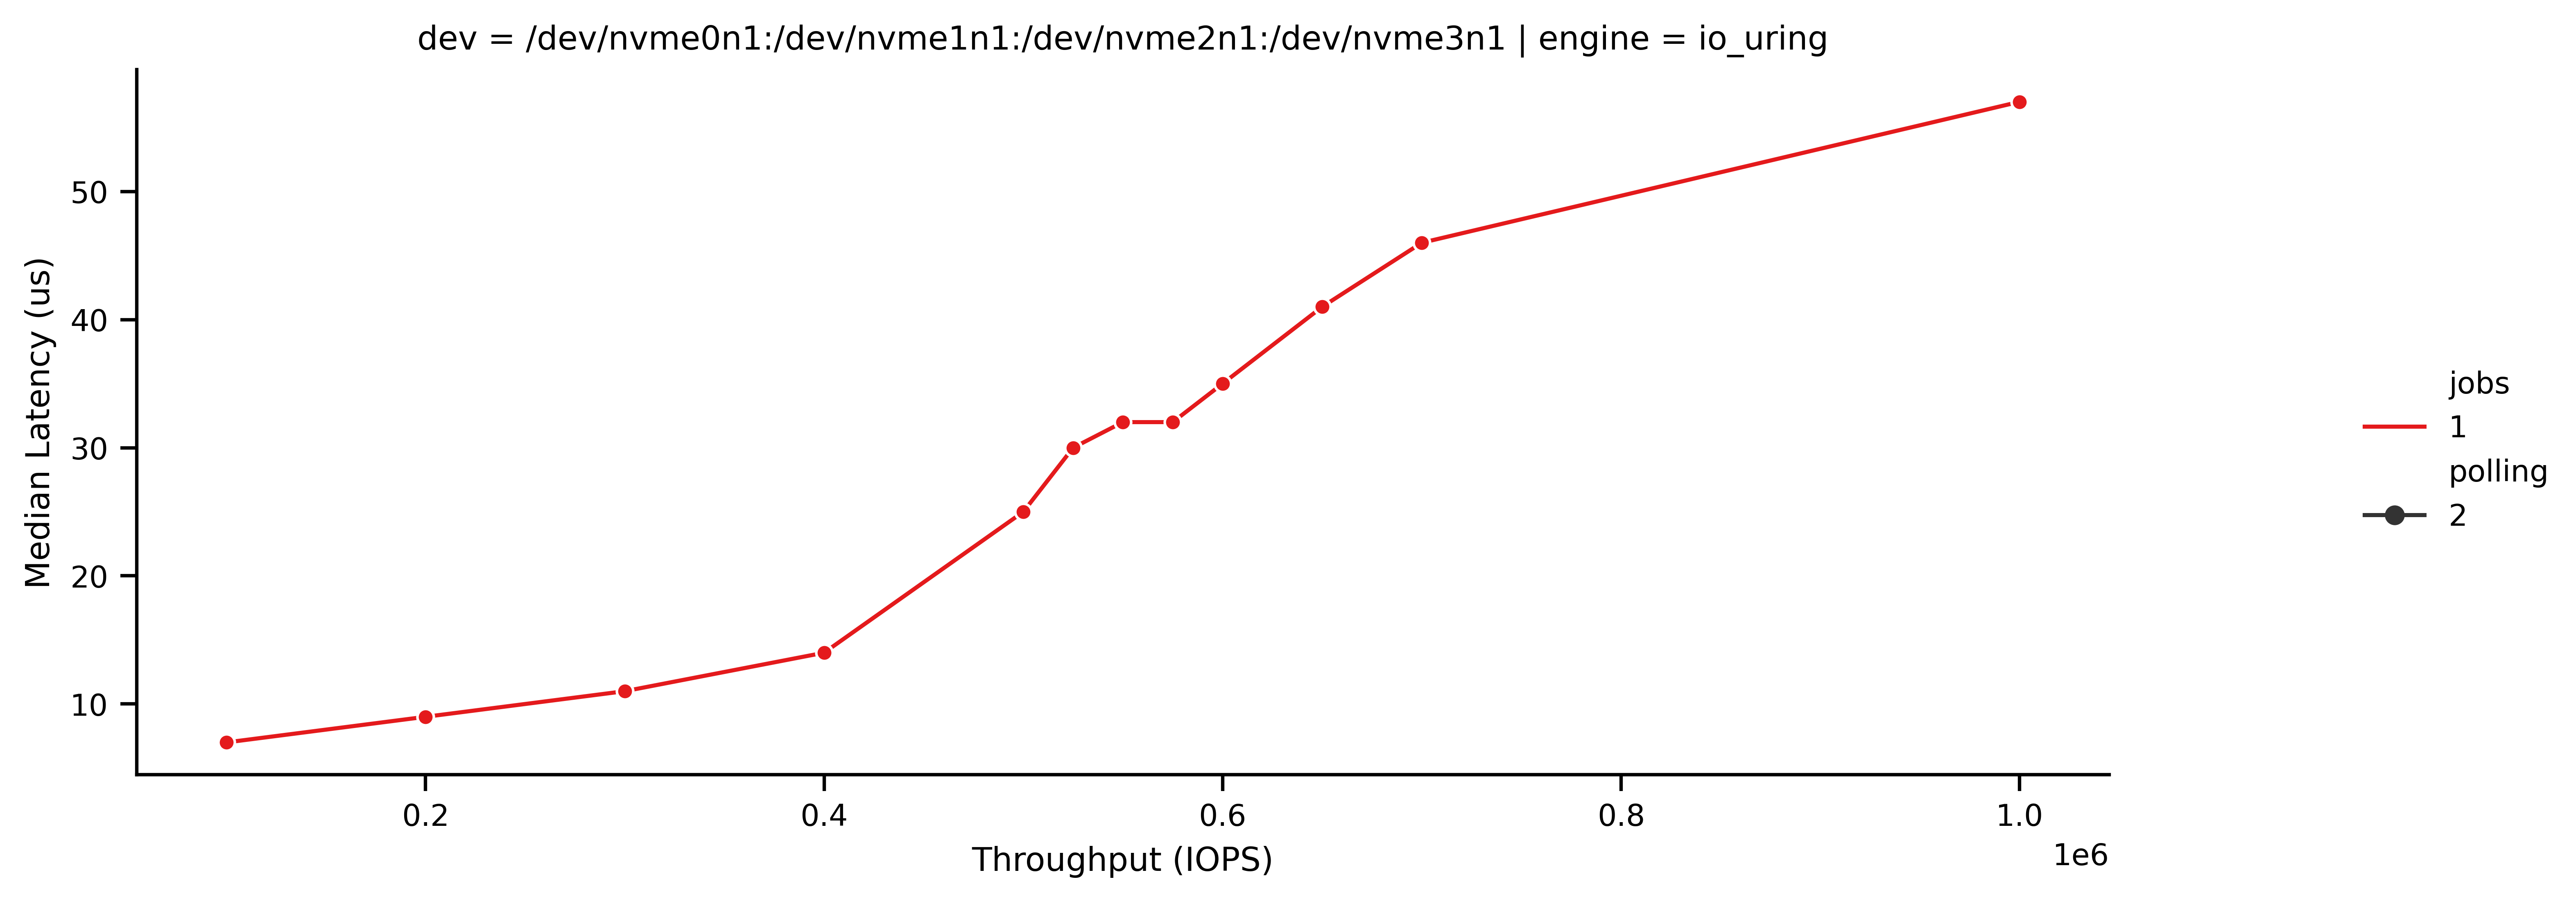 dev = /dev/nvme0n1:/dev/nvme1n1:/dev/nvme2n1:/dev/nvme3n1 | engine = io_uring
Median Latency (us)
50
40
30
20
10
0.2 0.4 0.6 0.8 1.0
1e6
Throughput (IOPS)
jobs
1
polling
2